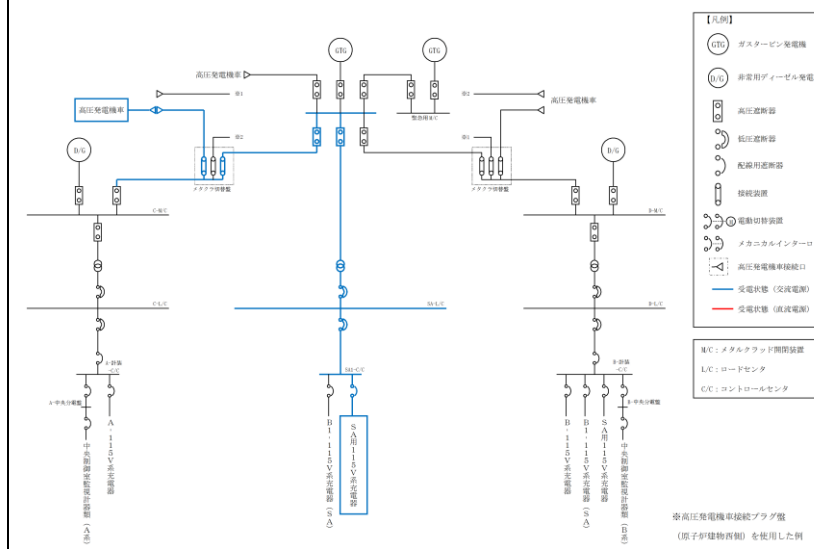 GTG
GTG
高圧発電機車
※1
高圧発電機車
※2
緊急用M/C
※2
高圧発電機車
※1
メタクラ切替盤
メタクラ切替盤
D/G
D/G
C-M/C
D-M/C
C-L/C
SA-L/C
D-L/C
A-計装
-C/C
SA1-C/C
B-計装
-C/C
A-中央分電盤
B-中央分電盤
中央制御室監視計器類(A系)
A-115V系充電器
B1-115V系充電器(SA)
SA用115V系充電器
B-115V系充電器
B1-115V系充電器(SA)
SA用115V系充電器
中央制御室監視計器類(B系)
【凡例】
GTG ガスタービン発電機
D/G 非常用ディーゼル発電
高圧遮断器
低圧遮断器
配線用遮断器
接続装置
電動切替装置
メカニカルインターロ
高圧発電機車接続口
受電状態(交流電源)
受電状態(直流電源)
M/C:メタルクラッド開閉装置
L/C:ロードセンタ
C/C:コントロールセンタ
※高圧発電機車接続プラグ盤
(原子炉建物西側)を使用した例